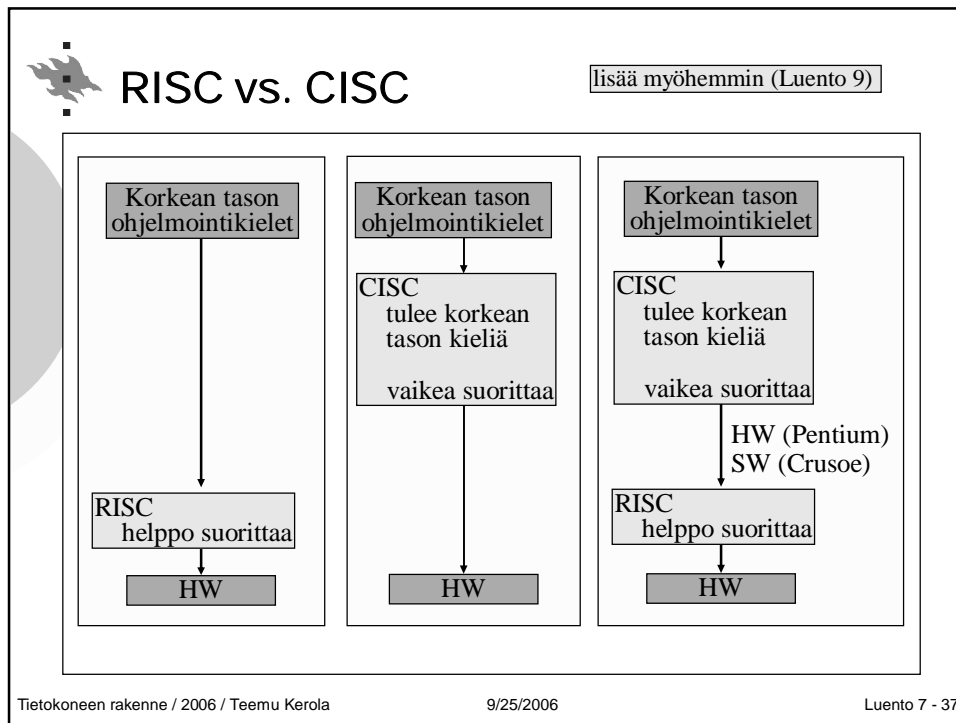 RISC vs. CISC
lisää myöhemmin (Luento 9)
Korkean tason
ohjelmointikielet
RISC
helppo suorittaa
HW
Korkean tason
ohjelmointikielet
CISC
tulee korkean
tason kieliä
vaikea suorittaa
HW
Korkean tason
ohjelmointikielet
CISC
tulee korkean
tason kieliä
vaikea suorittaa
HW (Pentium)
SW (Crusoe)
RISC
helppo suorittaa
HW
Tietokoneen rakenne / 2006 / Teemu Kerola
9/25/2006
Luento 7 - 37